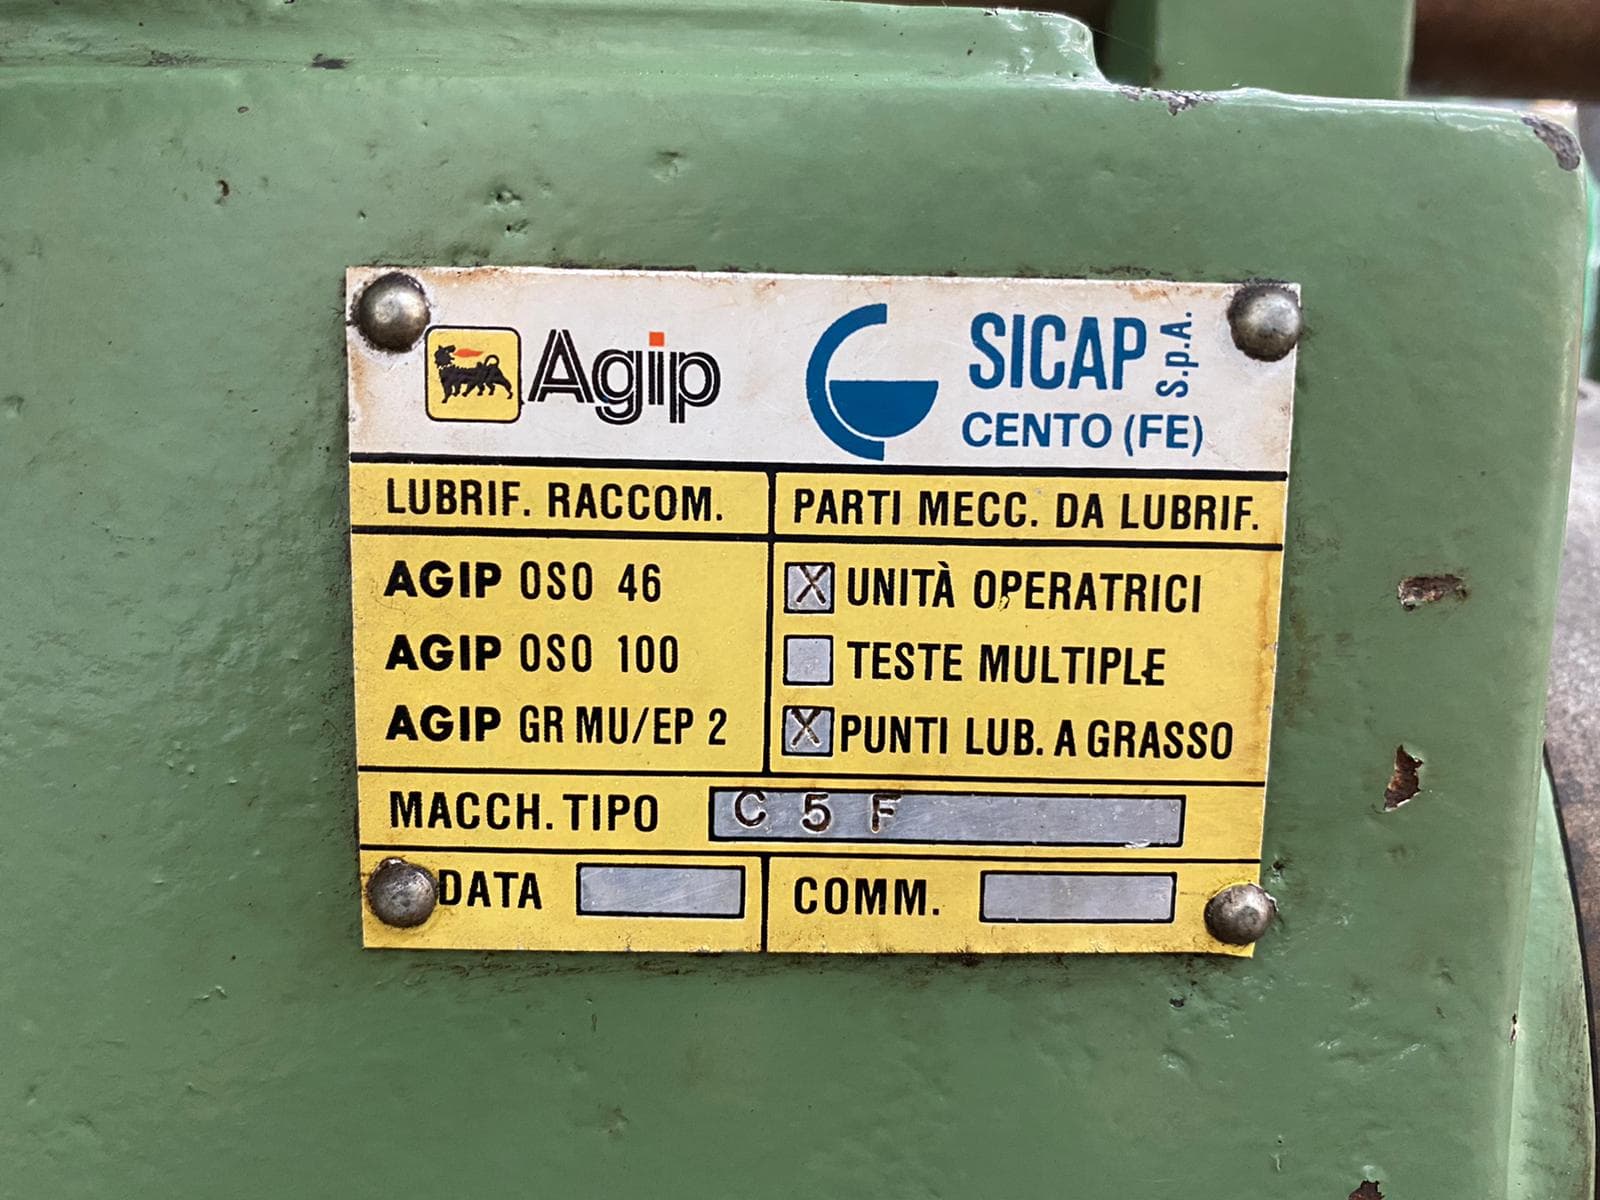 Agip
SICAP S.p.A.
CENTO (FE)
LUBRIF. RACCOM.
PARTI MECC. DA LUBRIF.
AGIP OSO 46
X UNITÀ OPERATRICI
AGIP OSO 100
TESTE MULTIPLE
AGIP GR MU/EP 2
X PUNTI LUB. A GRASSO
MACCH. TIPO C 5 F
DATA
COMM.